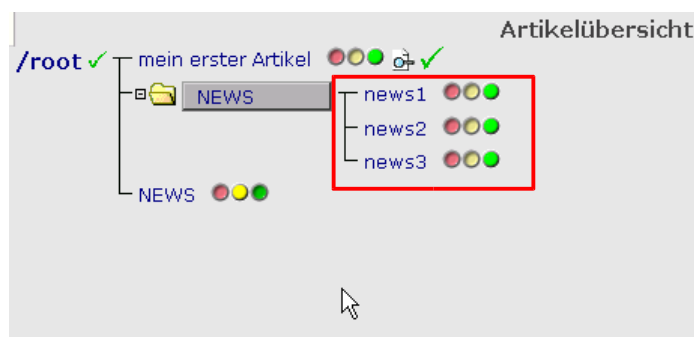 Artikelübersicht
/root mein erster Artikel
NEWS news1
news2
news3
NEWS